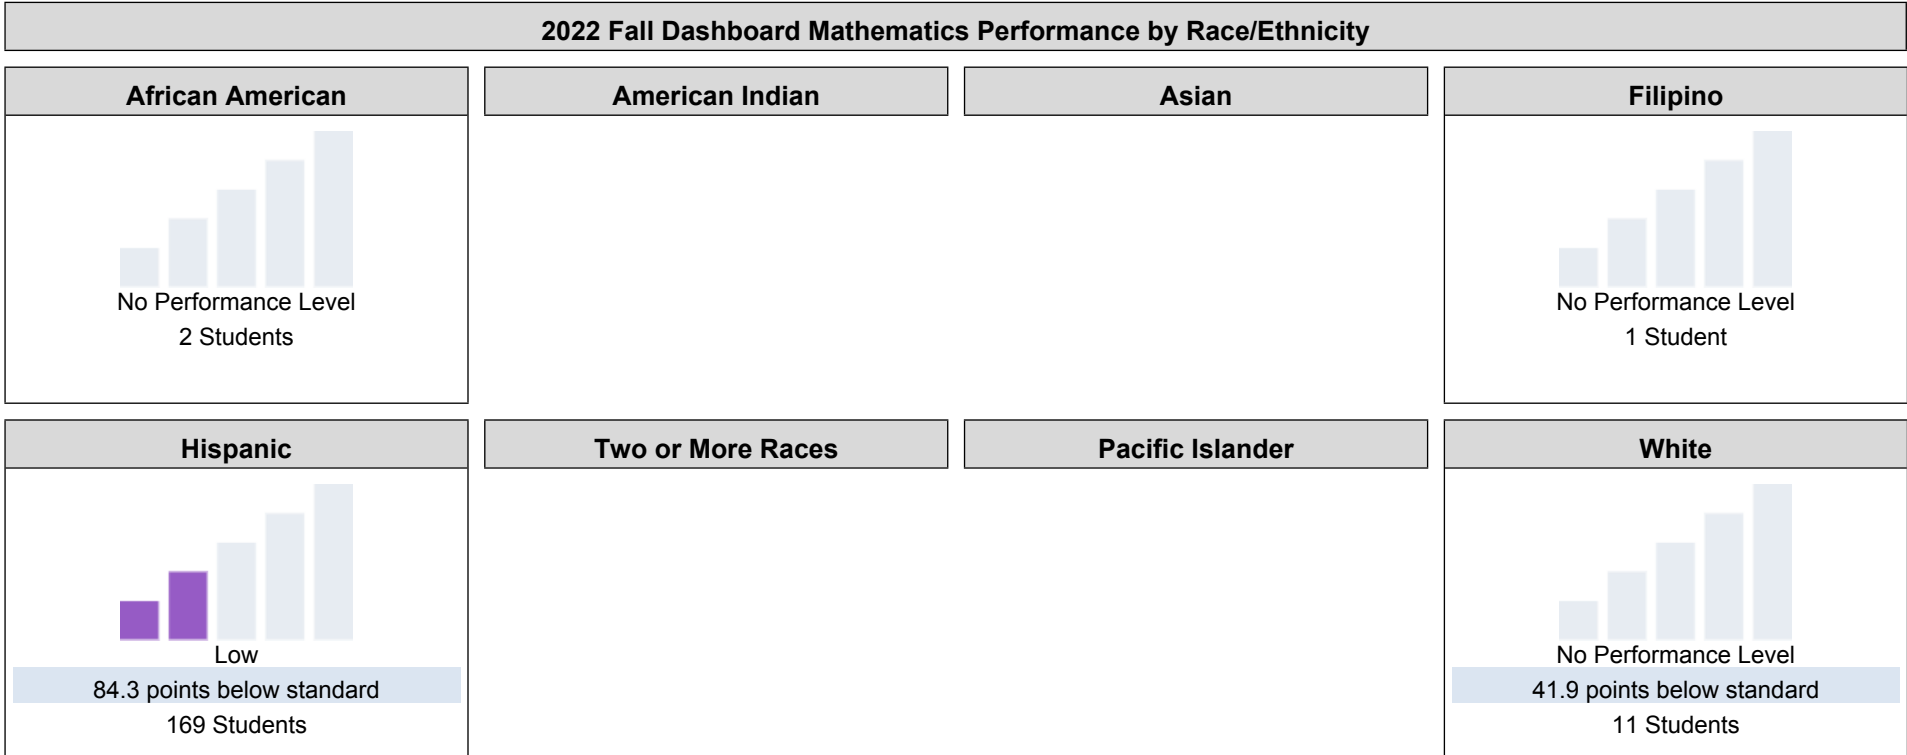 2022 Fall Dashboard Mathematics Performance by Race/Ethnicity
African American
American Indian
Asian
Filipino
No Performance Level
2 Students
No Performance Level
1 Student
Hispanic
Two or More Races
Pacific Islander
White
Low
84.3 points below standard
169 Students
No Performance Level
41.9 points below standard
11 Students